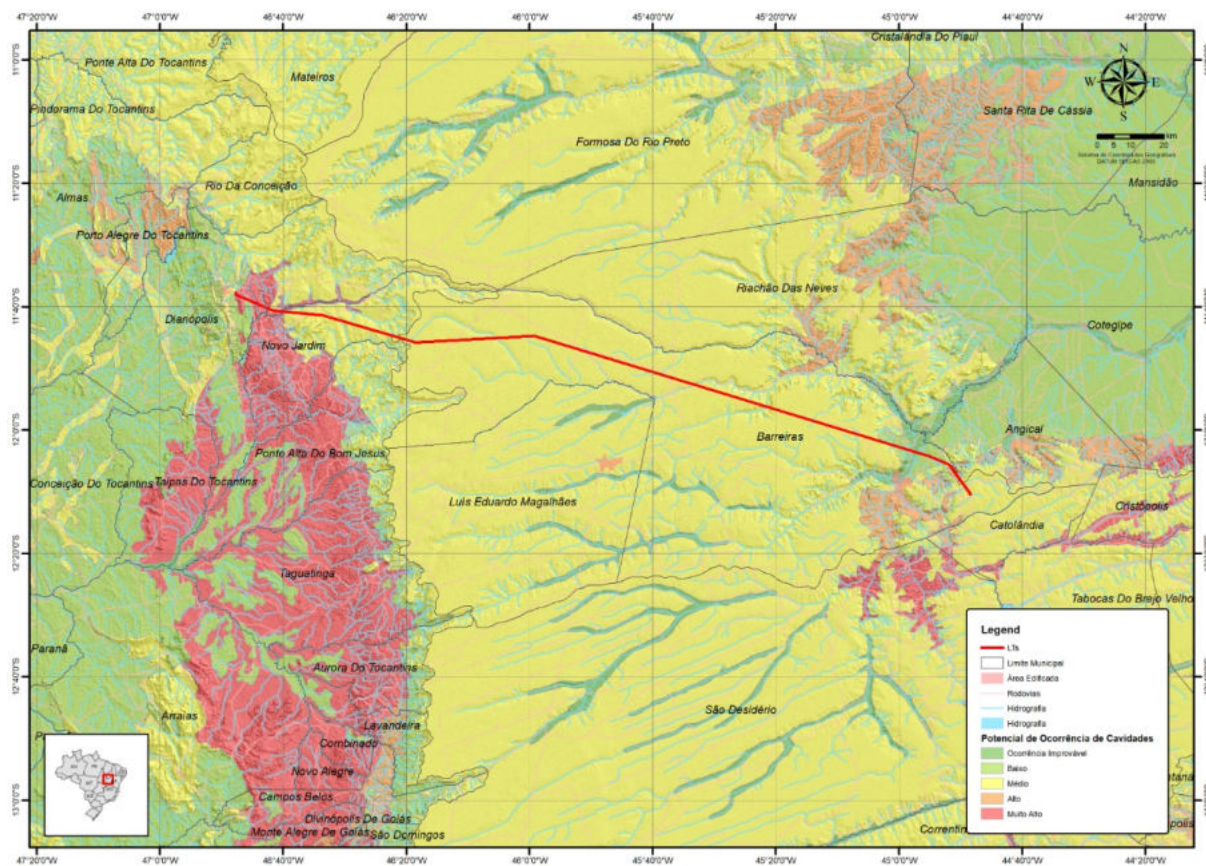 47°20'0"W
47°0'0"W
46°40'0"W
46°20'0"W
46°0'0"W
45°40'0"W
45°20'0"W
45°0'0"W
44°40'0"W
44°20'0"W
Cristalândia Do Piauí
11°0'0"S
Ponte Alta Do Tocantins
Mateiros
N
W
E
S
Pindorama Do Tocantins
Santa Rita De Cássia
0 5 10 20 km
Formosa Do Rio Preto
11°20'0"S
Rio Da Conceição
Mansidão
Almas
Porto Alegre Do Tocantins
Riachão Das Neves
11°40'0"S
Dianópolis
Cotegipe
Novo Jardim
12°0'0"S
Angical
Barreiras
Ponte Alta Do Bom Jesus
Conceição Do Tocantins
Taipas Do Tocantins
Luís Eduardo Magalhães
Cristópolis
Catolândia
12°20'0"S
Taguatinga
Tabocas Do Brejo Velho
Paranã
Aurora Do Tocantins
12°40'0"S
Arraias
São Desidério
Lavandeira
Combinado
Novo Alegre
13°0'0"S
Campos Belos
Divinópolis De Goiás
Monte Alegre De Goiás
São Domingos
Correntin
Legend
LTs
Limite Municipal
Área Edificada
Rodovias
Hidrografia
Hidrografia
Potencial de Ocorrência de Cavidades
Ocorrência Improvável
Baixo
Médio
Alto
Muito Alto